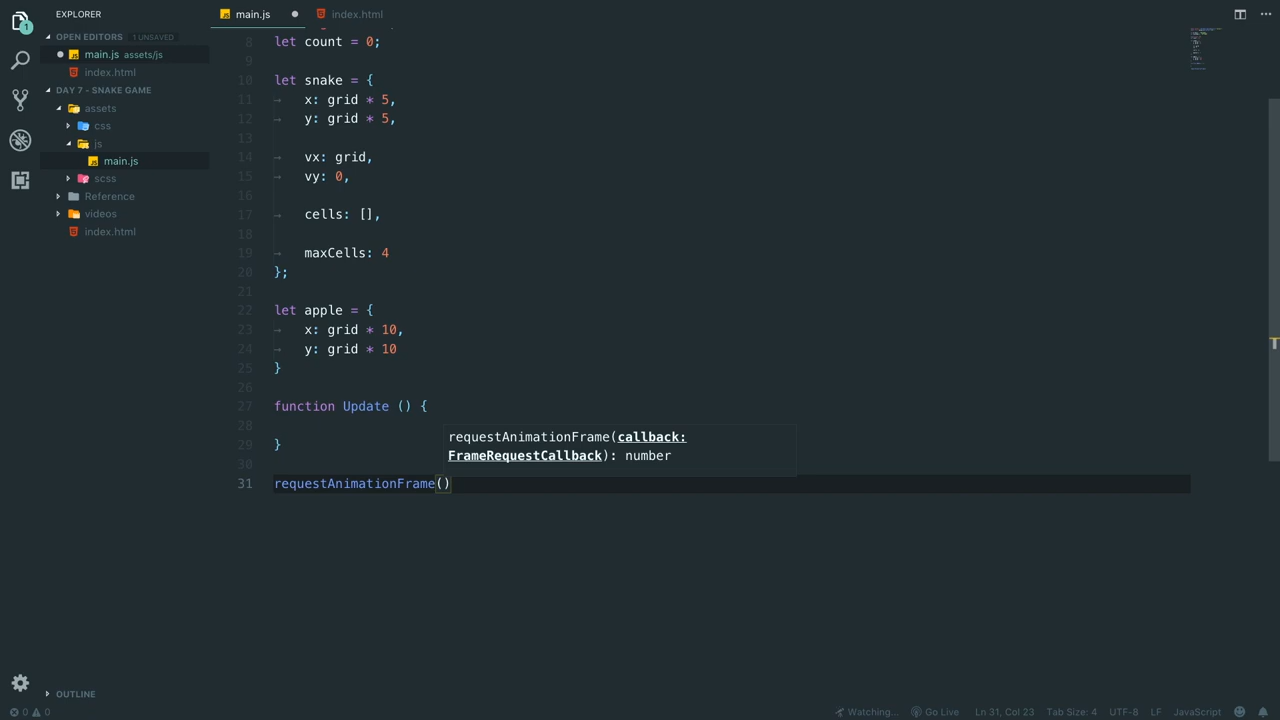 EXPLORER
main.js
index.html
OPEN EDITORS 1 UNSAVED
main.js assets/js
index.html
DAY 7 - SNAKE GAME
assets
css
js
main.js
scss
Reference
videos
index.html
OUTLINE
1
8 let count = 0;
9
10 let snake = {
11 → x: grid * 5,
12 → y: grid * 5,
13
14 → vx: grid,
15 → vy: 0,
16
17 → cells: [],
18
19 → maxCells: 4
20 };
21
22 let apple = {
23 → x: grid * 10,
24 → y: grid * 10
25 }
26
27 function Update () {
28
29 }
30
31 requestAnimationFrame()
requestAnimationFrame(callback:
FrameRequestCallback): number
0 0 Watching... Go Live Ln 31, Col 23 Tab Size: 4 UTF-8 LF JavaScript